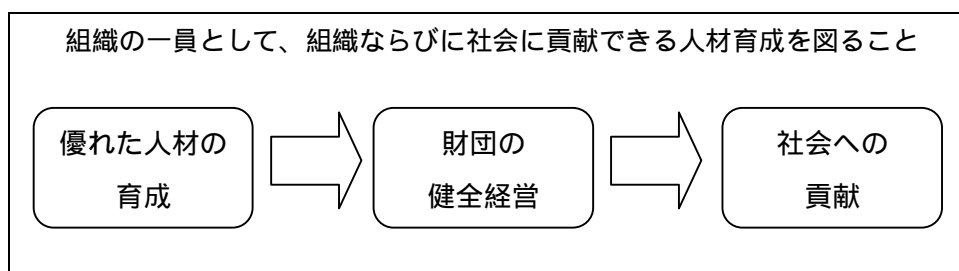 組織の一員として、組織ならびに社会に貢献できる人材育成を図ること
優れた人材の
育成
財団の
健全経営
社会への
貢献